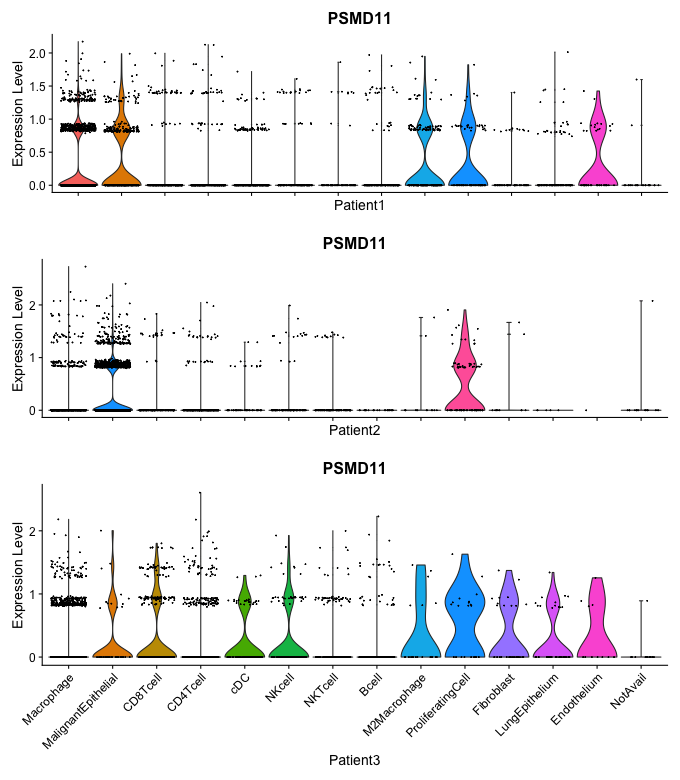 PSMD11
Expression Level
2.0
1.5
1.0
0.5
0.0
Patient1
PSMD11
Expression Level
2
1
0
Patient2
PSMD11
Expression Level
2
1
0
Macrophage
MalignantEpithelial
CD8Tcell
CD4Tcell
cDC
NKcell
NKTcell
Bcell
M2Macrophage
ProliferatingCell
Fibroblast
LungEpithelium
Endothelium
NotAvail
Patient3